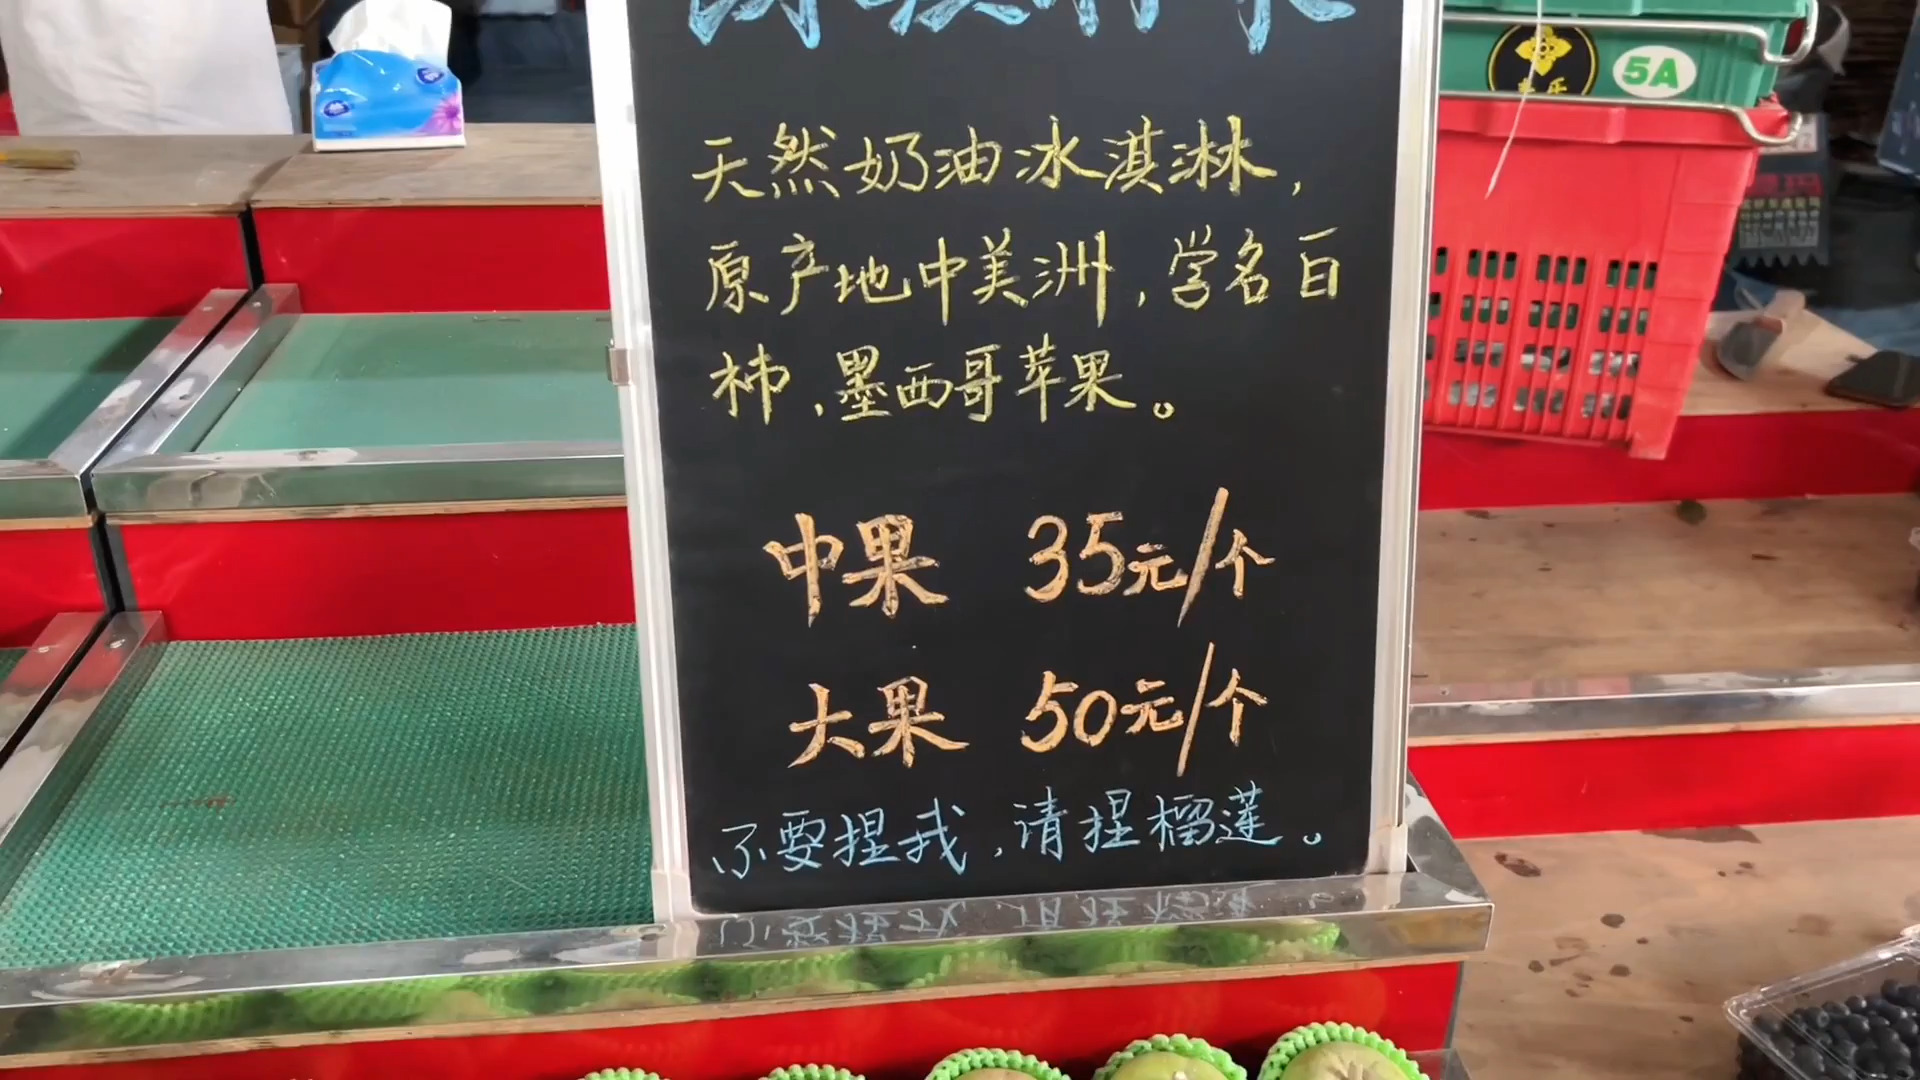 天然奶油冰淇淋，
原产地中美洲，学名百
柿，墨西哥苹果。
中果 35元/个
大果 50元/个
不要捏我，请捏榴莲。
5A